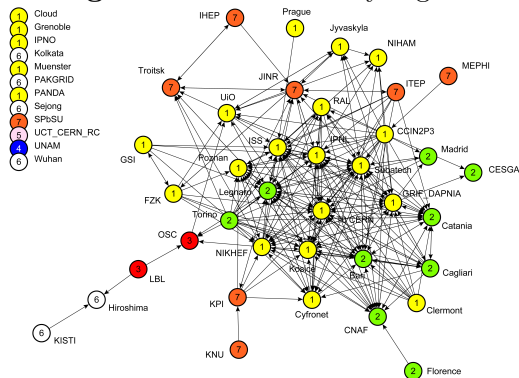 1 Cloud
1 Grenoble
1 IPNO
6 Kolkata
1 Muenster
6 PAKGRID
1 PANDA
6 Sejong
7 SPbSU
5 UCT_CERN_RC
4 UNAM
6 Wuhan
IHEP 7
Prague
1
Jyvaskyla
1
NIHAM
1
Troitsk
7
JINR
7
ITEP
7
MEPHI
7
UiO
1
RAL
1
CCIN2P3
1
ISS
1
IPNL
1
Madrid
2
CESGA
2
GSI
1
Poznan
1
Subatech
1
Legnaro
2
FZK
1
GRIF_DAPNIA
1
Torino
2
CERN
1
Catania
2
OSC
3
NIKHEF
1
Kosice
1
Bari
2
Cagliari
2
LBL
3
Hiroshima
6
KPI
7
Cyfronet
1
Clermont
1
CNAF
2
KISTI
6
KNU
7
Florence
2